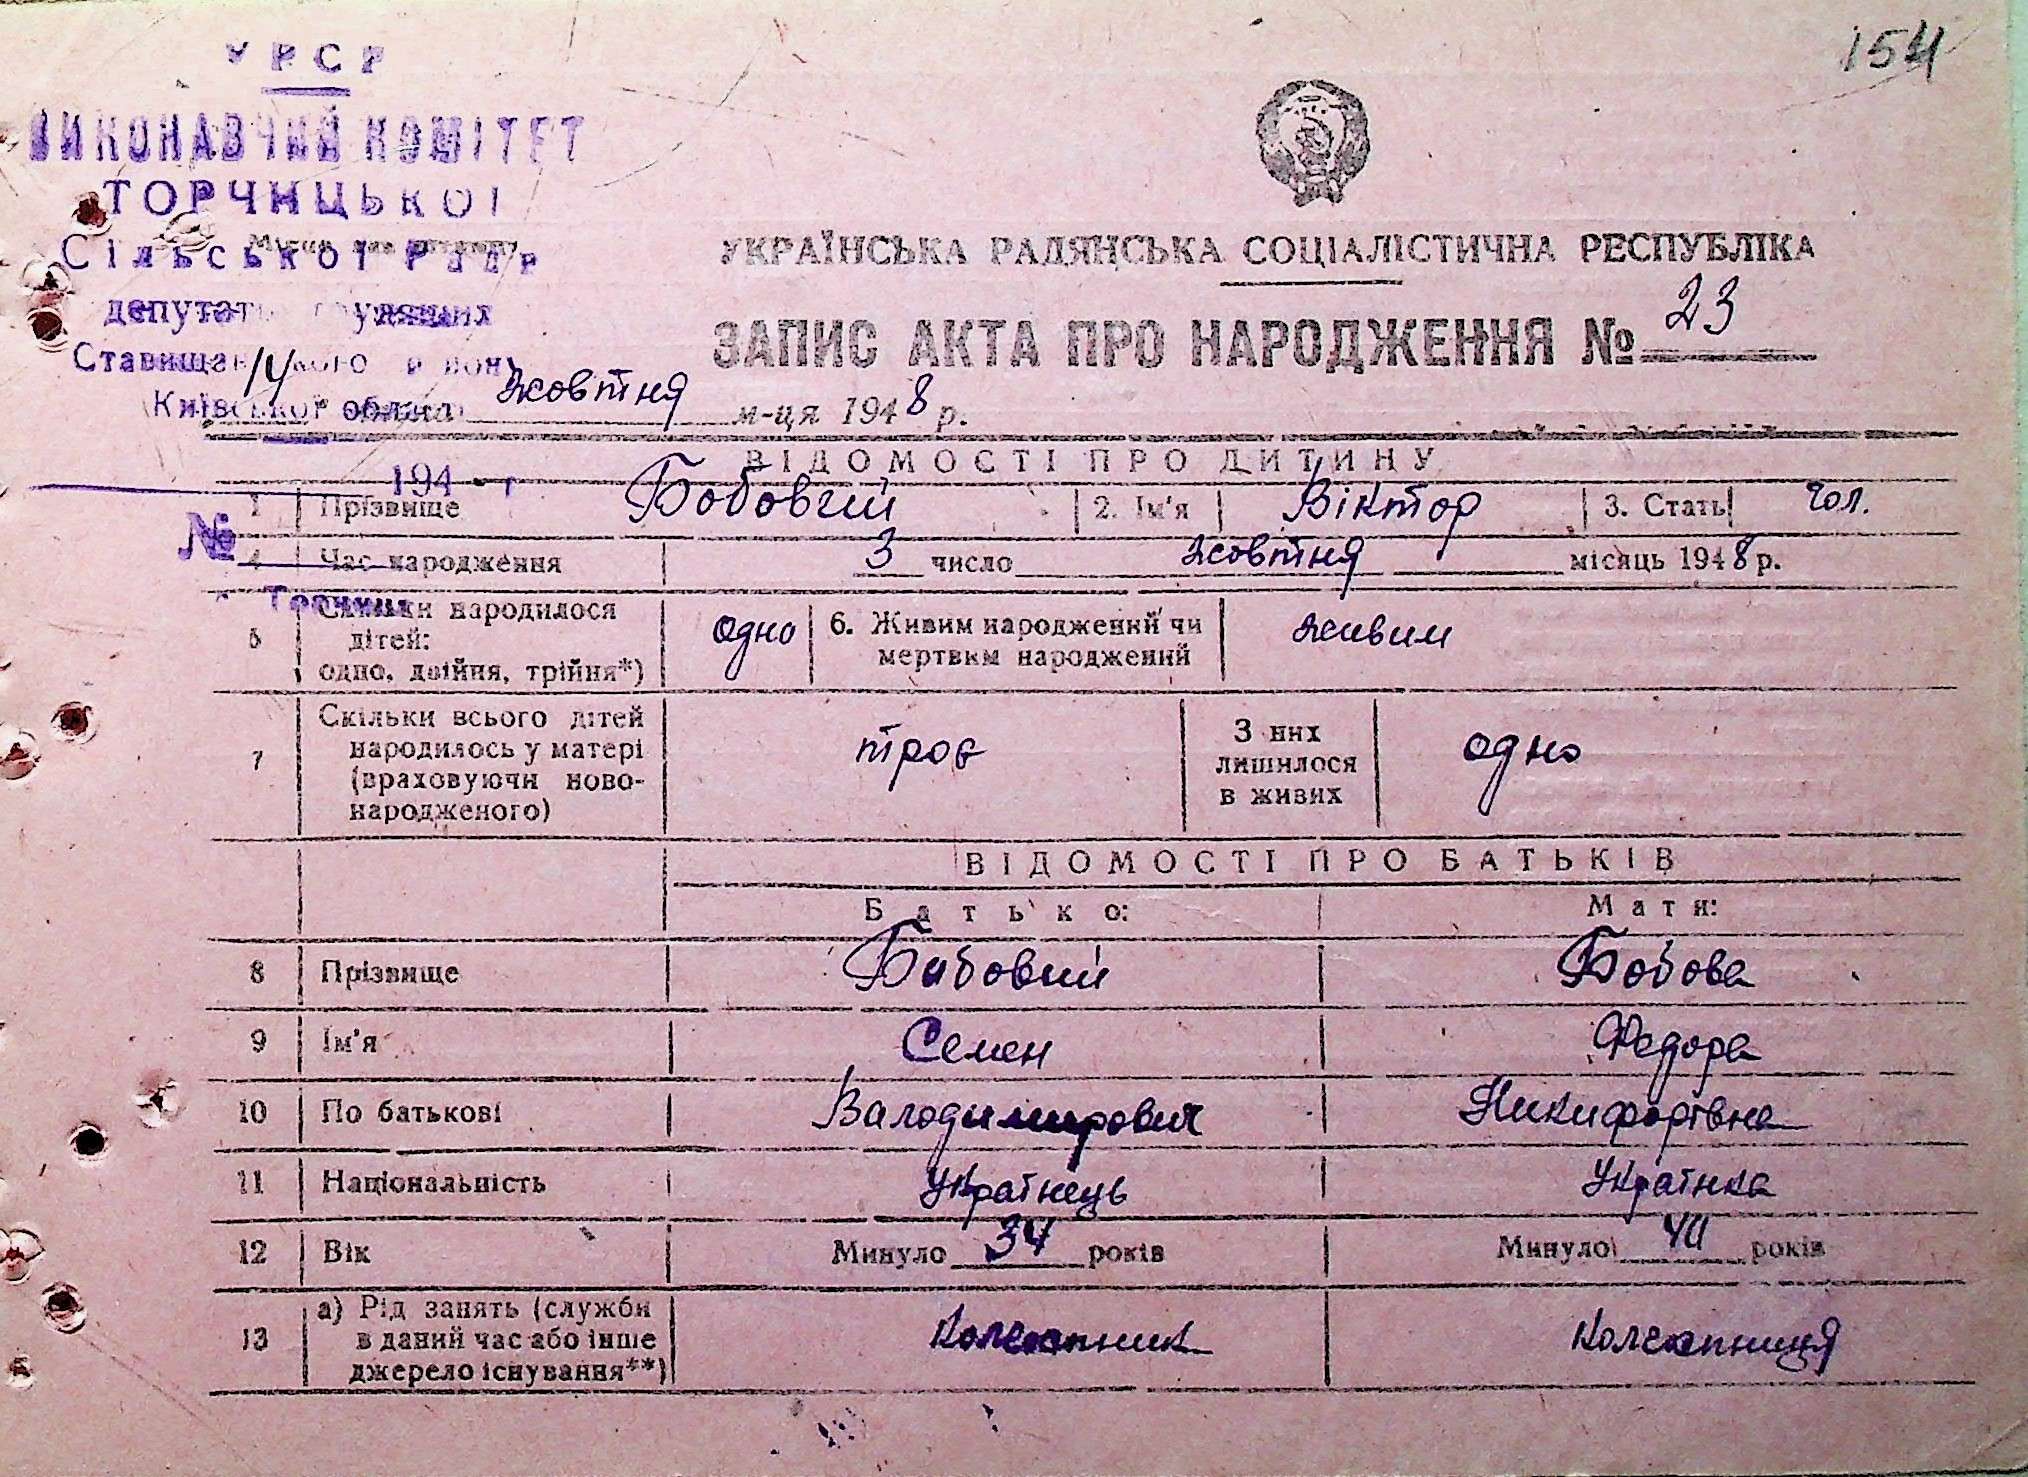 154
УРСР
ВИКОНАВЧИЙ КОМІТЕТ
ТОРЧИЦЬКОЇ
Сільської Ради
депутатів трудящих
Ставищанського району
Київської області
194 г
№
с. Торчиця
УКРАЇНСЬКА РАДЯНСЬКА СОЦІАЛІСТИЧНА РЕСПУБЛІКА
ЗАПИС АКТА ПРО НАРОДЖЕННЯ № 23
14 жовтня м-ця 1948 р.
ВІДОМОСТІ ПРО ДИТИНУ
1 Прізвище Бобовий 2. Ім'я Віктор 3. Стать чол.
4 Час народження 3 число жовтня місяць 1948 р.
5 Скільки народилося дітей: одно, двійня, трійня*) одно 6. Живим народжений чи мертвим народжений живим
7 Скільки всього дітей народилось у матері (враховуючи новонародженого) троє З них лишилося в живих одно
ВІДОМОСТІ ПРО БАТЬКІВ
Батько: Мати:
8 Прізвище Бобовий Бобова
9 Ім'я Семен Федора
10 По батькові Володимирович Никифорівна
11 Національність Українець Українка
12 Вік Минуло 34 років Минуло 40 років
13 а) Рід занять (служби в даний час або інше джерело існування**) Колгоспник Колгоспниця